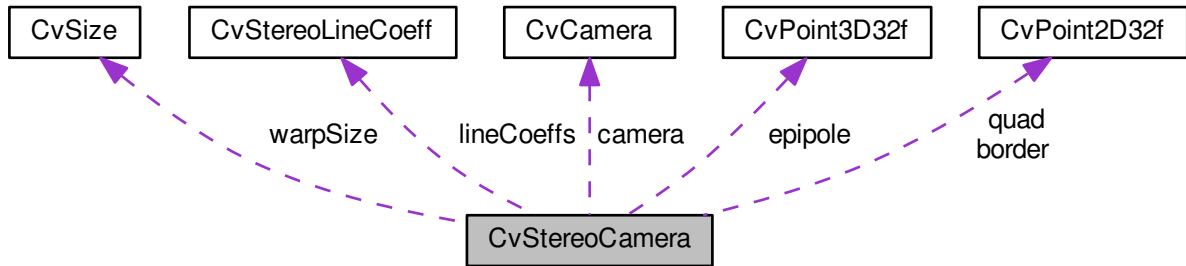 CvSize
CvStereoLineCoeff
CvCamera
CvPoint3D32f
CvPoint2D32f
warpSize
lineCoeffs
camera
epipole
quad
border
CvStereoCamera